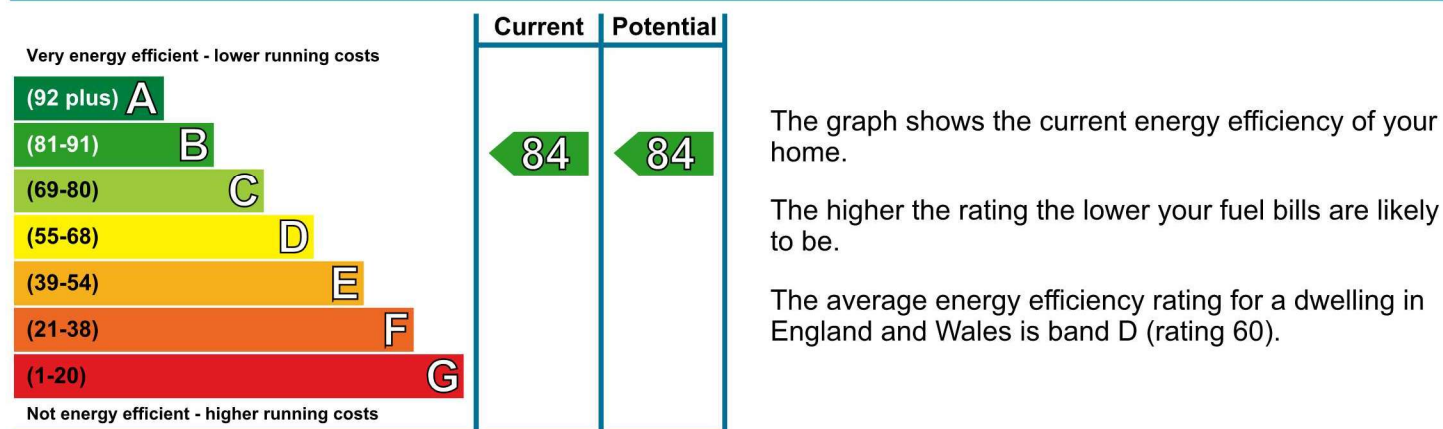 Current Potential
Very energy efficient - lower running costs
(92 plus) A
(81-91) B
84 84
(69-80) C
(55-68) D
(39-54) E
(21-38) F
(1-20) G
Not energy efficient - higher running costs
The graph shows the current energy efficiency of your
home.
The higher the rating the lower your fuel bills are likely
to be.
The average energy efficiency rating for a dwelling in
England and Wales is band D (rating 60).